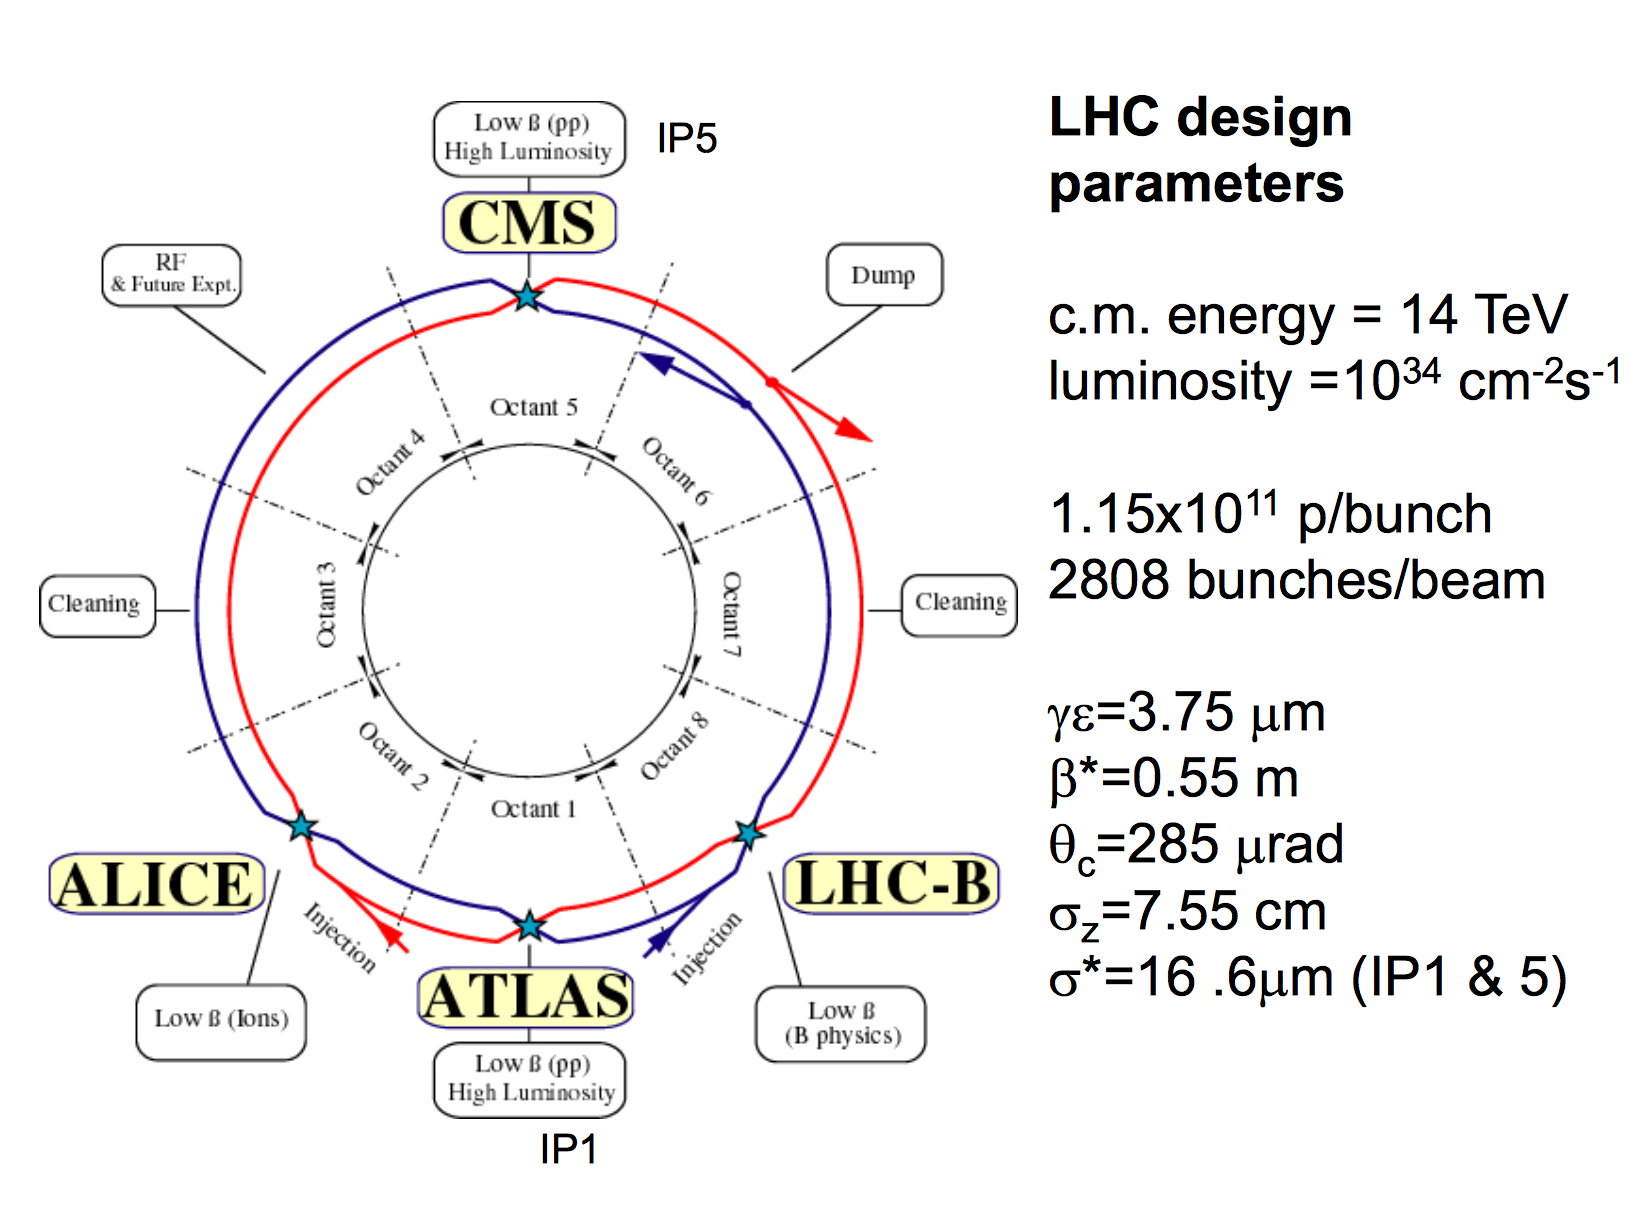 LHC design
parameters
c.m. energy = 14 TeV
luminosity =10³⁴ cm⁻²s⁻¹
1.15x10¹¹ p/bunch
2808 bunches/beam
γε=3.75 μm
β*=0.55 m
θc=285 μrad
σz=7.55 cm
σ*=16 .6μm (IP1 & 5)
Low ß (pp)
High Luminosity
IP5
CMS
RF
& Future Expt.
Dump
Octant 5
Octant 4
Octant 6
Cleaning
Octant 3
Octant 7
Cleaning
Octant 2
Octant 8
Octant 1
ALICE
LHC-B
Injection
Injection
ATLAS
Low ß (Ions)
Low ß
(B physics)
Low ß (pp)
High Luminosity
IP1